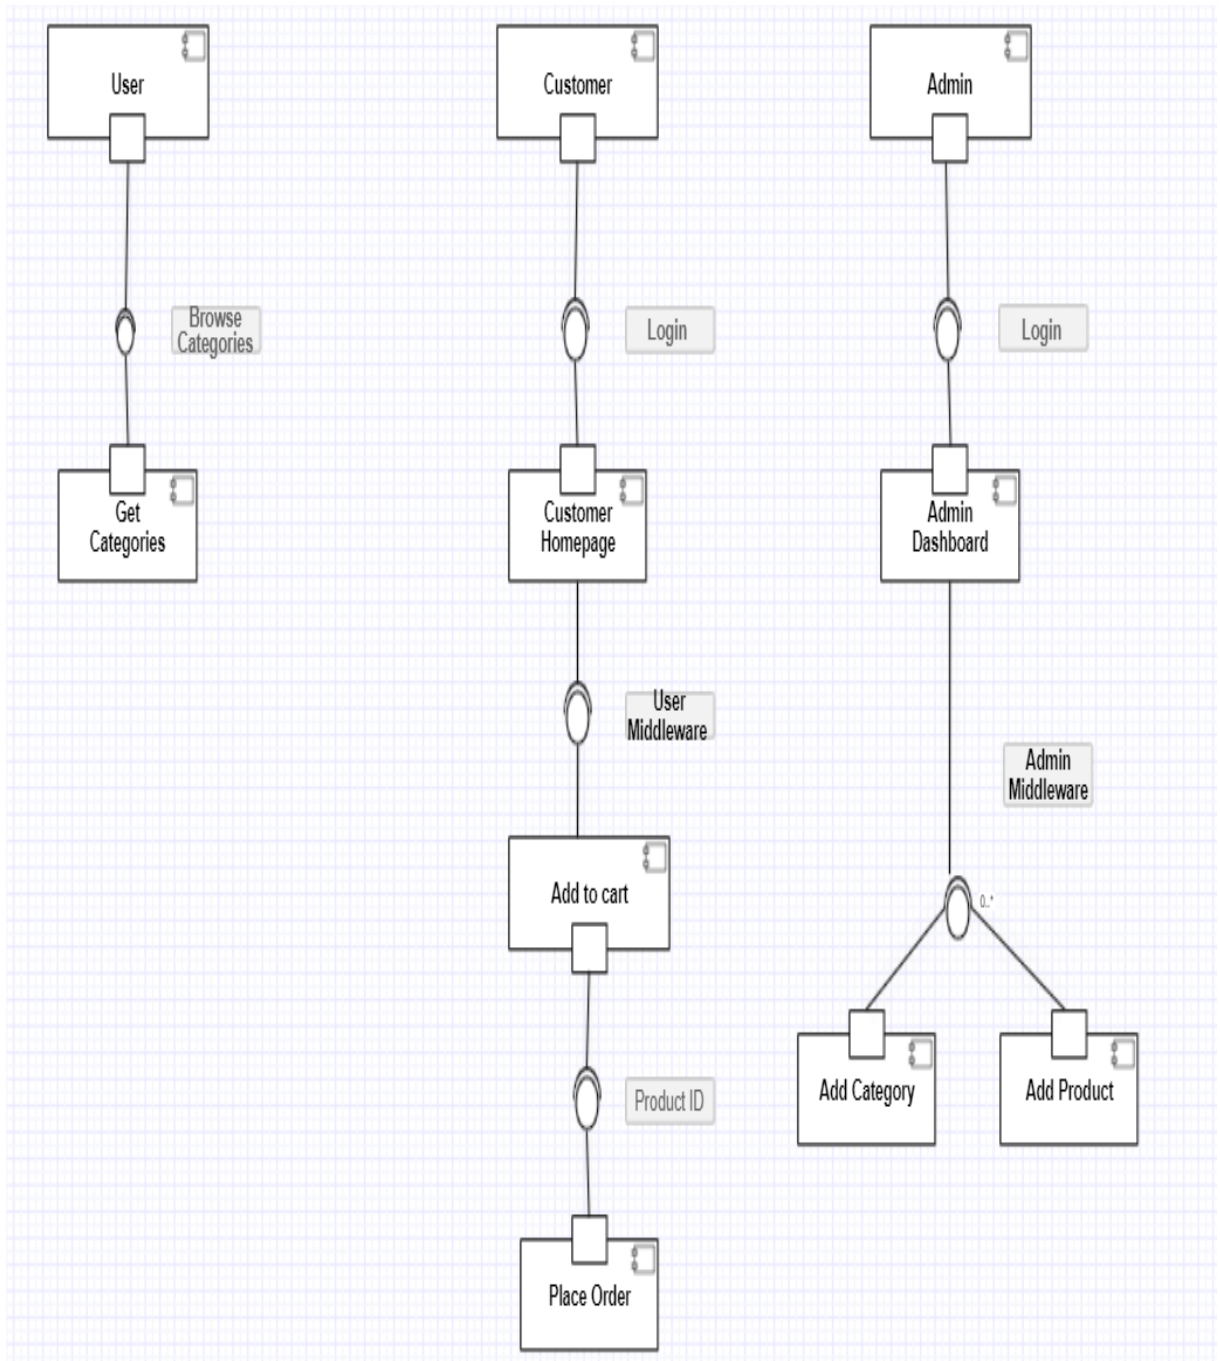 User
Customer
Admin
Browse
Categories
Login
Login
Get
Categories
Customer
Homepage
Admin
Dashboard
User
Middleware
Admin
Middleware
Add to cart
0..*
Product ID
Add Category
Add Product
Place Order